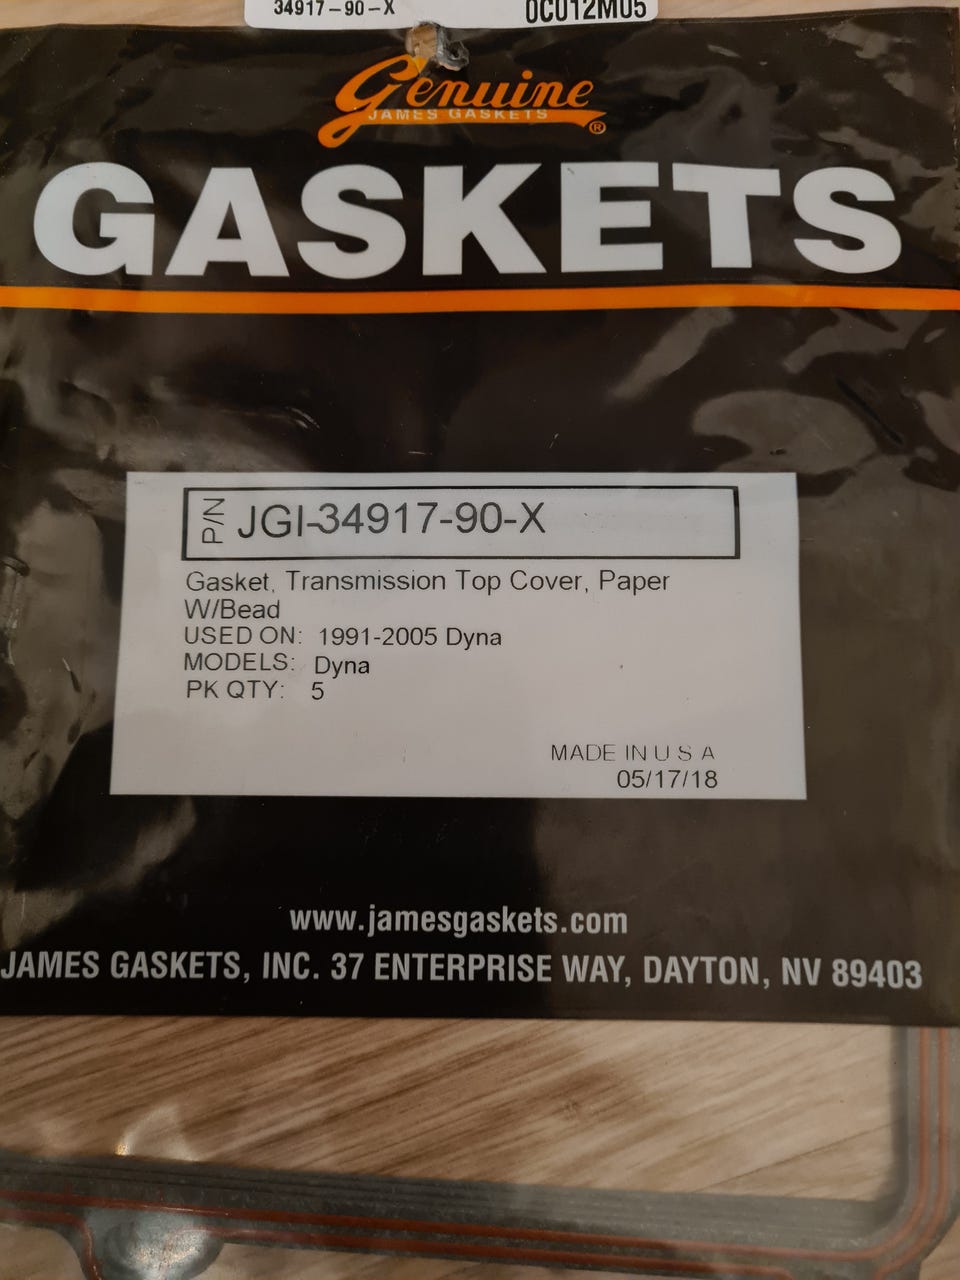 34917-90-X 0C012M05
Genuine
JAMES GASKETS
®
GASKETS
P/N JGI-34917-90-X
Gasket, Transmission Top Cover, Paper
W/Bead
USED ON: 1991-2005 Dyna
MODELS: Dyna
PK QTY: 5
MADE IN U S A
05/17/18
www.jamesgaskets.com
JAMES GASKETS, INC. 37 ENTERPRISE WAY, DAYTON, NV 89403